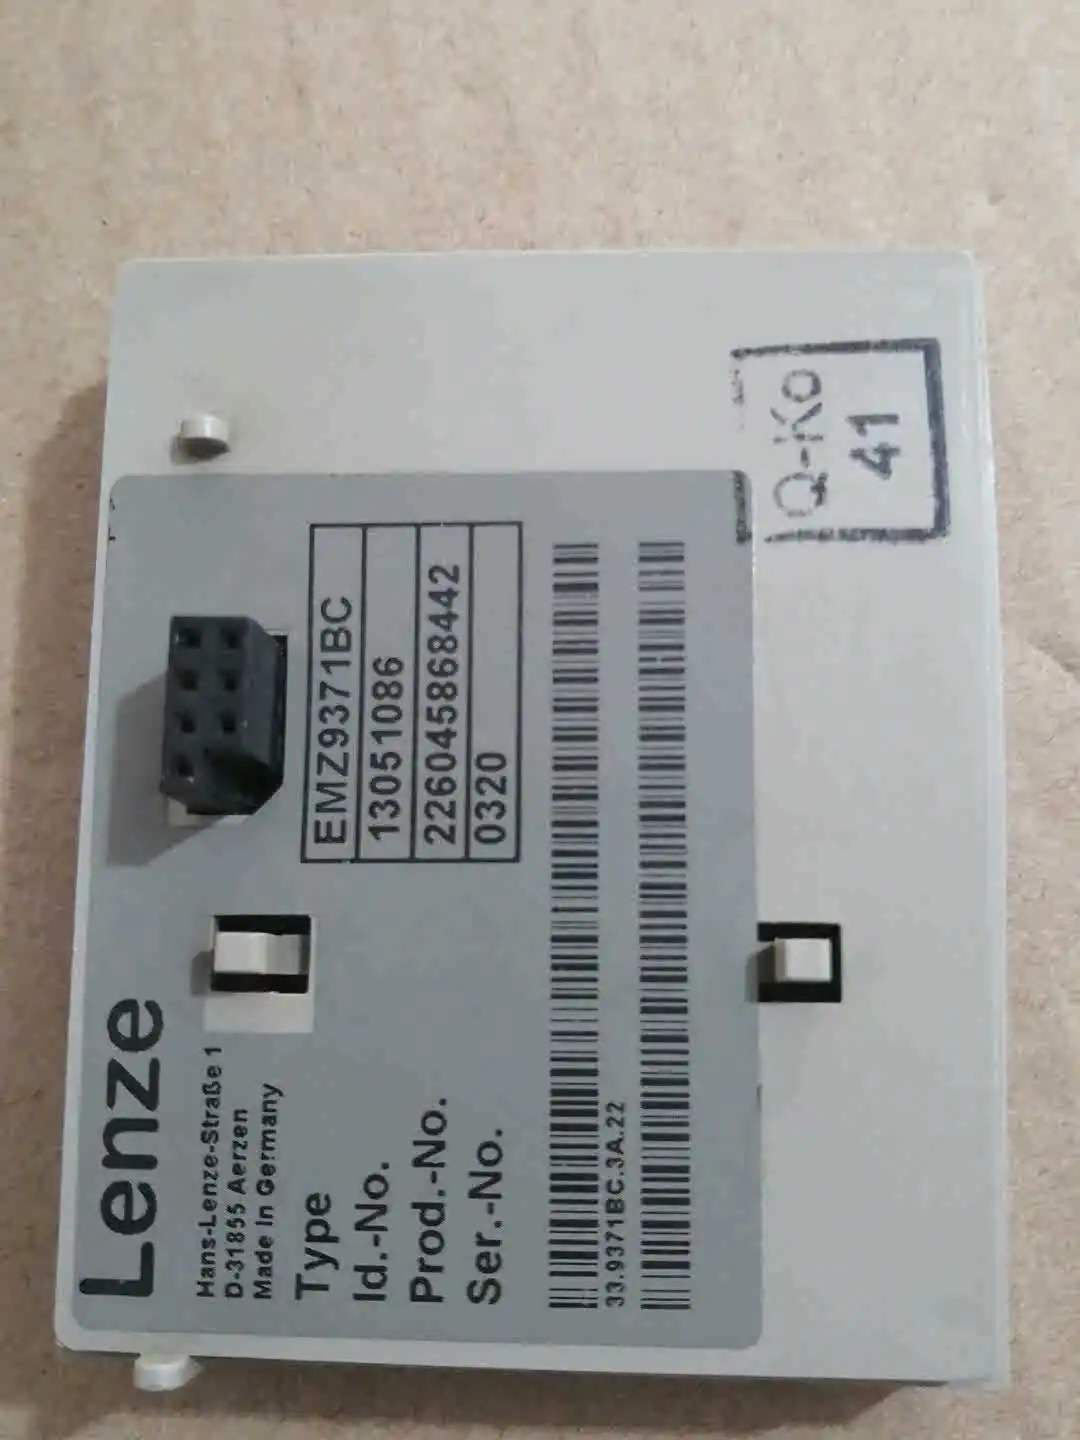 Lenze
Hans-Lenze-Straße 1
D-31855 Aerzen
Made in Germany
Type EMZ9371BC
Id.-No. 13051086
Prod.-No. 226045868442
Ser.-No. 0320
33.9371BC.3A.22
Q-Ko
41